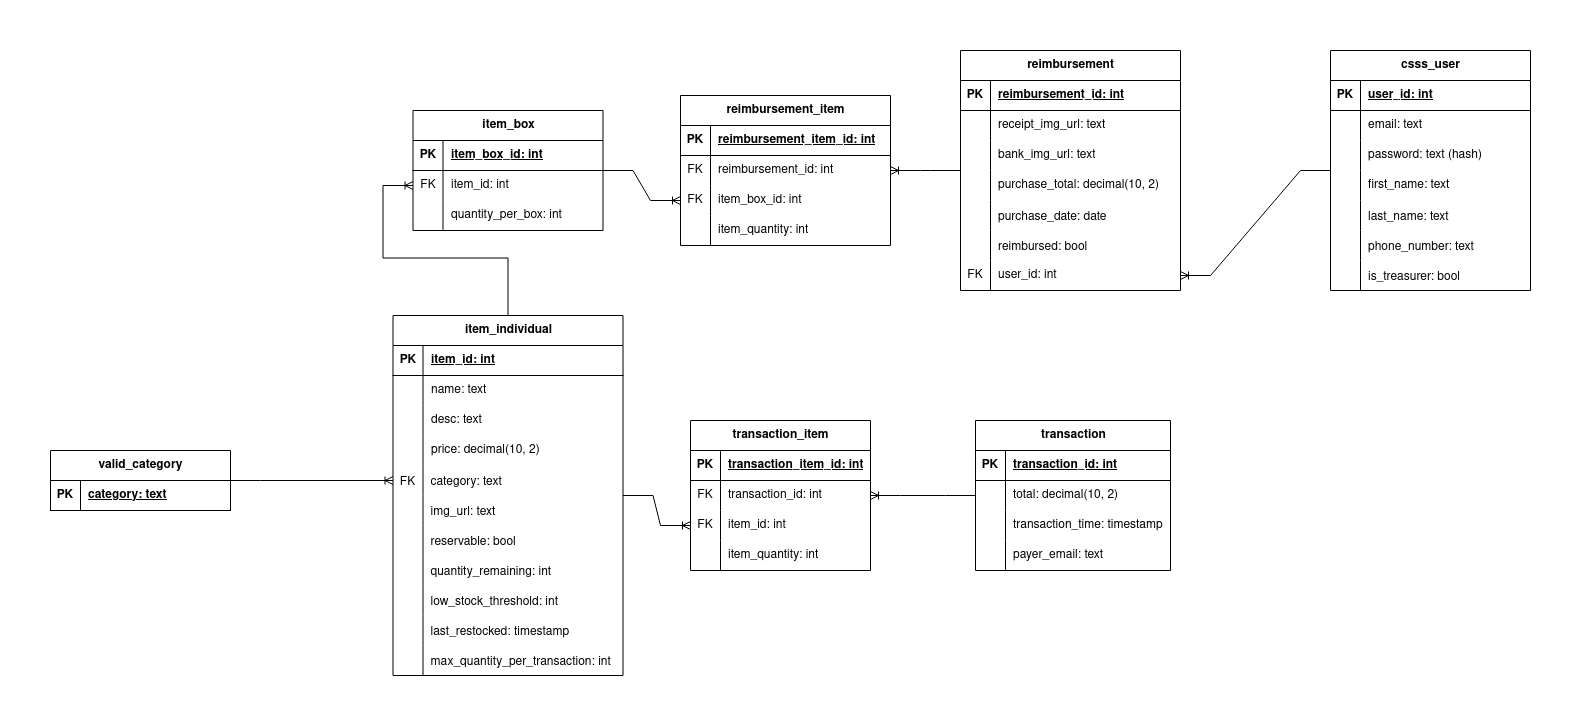 item_box
PK item_box_id: int
FK item_id: int
quantity_per_box: int
reimbursement_item
PK reimbursement_item_id: int
FK reimbursement_id: int
FK item_box_id: int
item_quantity: int
reimbursement
PK reimbursement_id: int
receipt_img_url: text
bank_img_url: text
purchase_total: decimal(10, 2)
purchase_date: date
reimbursed: bool
FK user_id: int
csss_user
PK user_id: int
email: text
password: text (hash)
first_name: text
last_name: text
phone_number: text
is_treasurer: bool
valid_category
PK category: text
item_individual
PK item_id: int
name: text
desc: text
price: decimal(10, 2)
FK category: text
img_url: text
reservable: bool
quantity_remaining: int
low_stock_threshold: int
last_restocked: timestamp
max_quantity_per_transaction: int
transaction_item
PK transaction_item_id: int
FK transaction_id: int
FK item_id: int
item_quantity: int
transaction
PK transaction_id: int
total: decimal(10, 2)
transaction_time: timestamp
payer_email: text